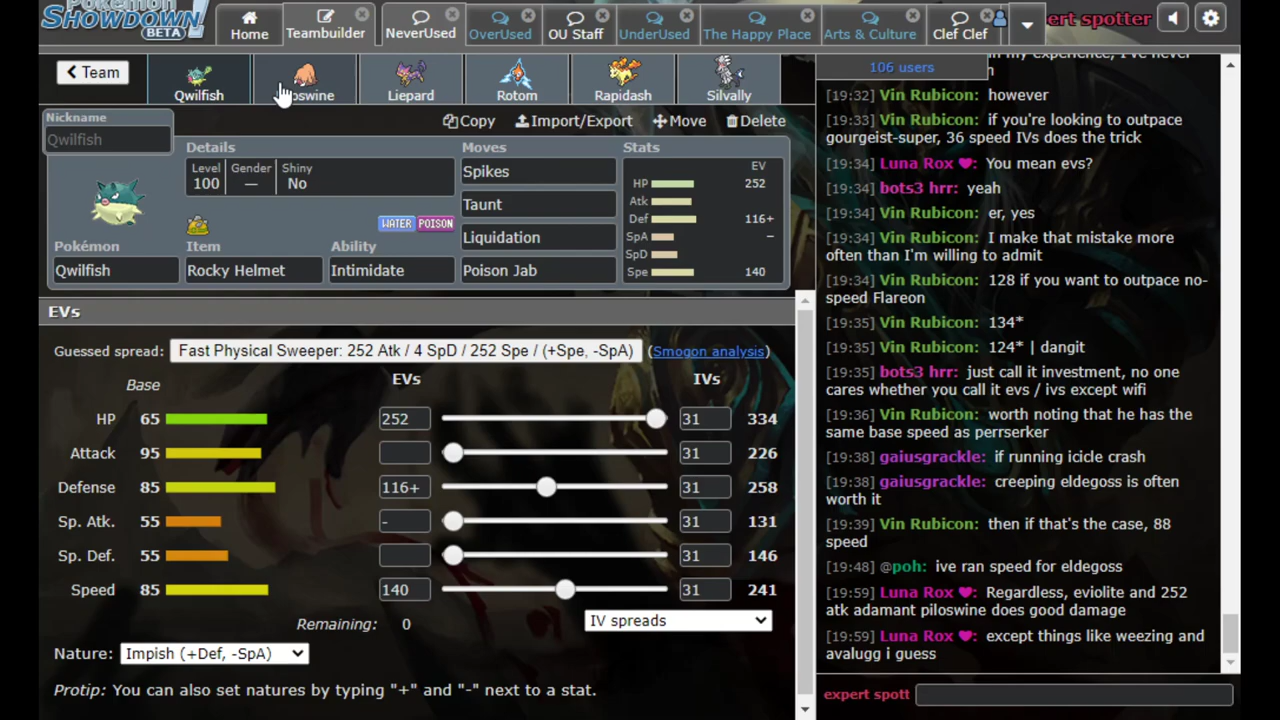 Pokémon
SHOWDOWN!
BETA
Home
Teambuilder
NeverUsed
OverUsed
OU Staff
UnderUsed
The Happy Place
Arts & Culture
Clef Clef
ert spotter
Team
Qwilfish
oswine
Liepard
Rotom
Rapidash
Silvally
Copy
Import/Export
Move
Delete
Nickname
Qwilfish
Details
Level
100
Gender
—
Shiny
No
WATER POISON
Pokémon
Qwilfish
Item
Rocky Helmet
Ability
Intimidate
Moves
Spikes
Taunt
Liquidation
Poison Jab
Stats
EV
HP 252
Atk
Def 116+
SpA –
SpD
Spe 140
EVs
Guessed spread: Fast Physical Sweeper: 252 Atk / 4 SpD / 252 Spe / (+Spe, -SpA) (Smogon analysis)
Base EVs IVs
HP 65 252 31 334
Attack 95 31 226
Defense 85 116+ 31 258
Sp. Atk. 55 - 31 131
Sp. Def. 55 31 146
Speed 85 140 31 241
Remaining: 0
IV spreads
Nature: Impish (+Def, -SpA)
Protip: You can also set natures by typing "+" and "-" next to a stat.
106 users
[19:32] Vin Rubicon: however
[19:33] Vin Rubicon: if you're looking to outpace
gourgeist-super, 36 speed IVs does the trick
[19:34] Luna Rox ♥: You mean evs?
[19:34] bots3 hrr: yeah
[19:34] Vin Rubicon: er, yes
[19:34] Vin Rubicon: I make that mistake more
often than I'm willing to admit
[19:34] Vin Rubicon: 128 if you want to outpace no-
speed Flareon
[19:35] Vin Rubicon: 134*
[19:35] Vin Rubicon: 124* | dangit
[19:35] bots3 hrr: just call it investment, no one
cares whether you call it evs / ivs except wifi
[19:36] Vin Rubicon: worth noting that he has the
same base speed as perrserker
[19:38] gaiusgrackle: if running icicle crash
[19:38] gaiusgrackle: creeping eldegoss is often
worth it
[19:39] Vin Rubicon: then if that's the case, 88
speed
[19:48] @poh: ive ran speed for eldegoss
[19:59] Luna Rox ♥: Regardless, eviolite and 252
atk adamant piloswine does good damage
[19:59] Luna Rox ♥: except things like weezing and
avalugg i guess
expert spott